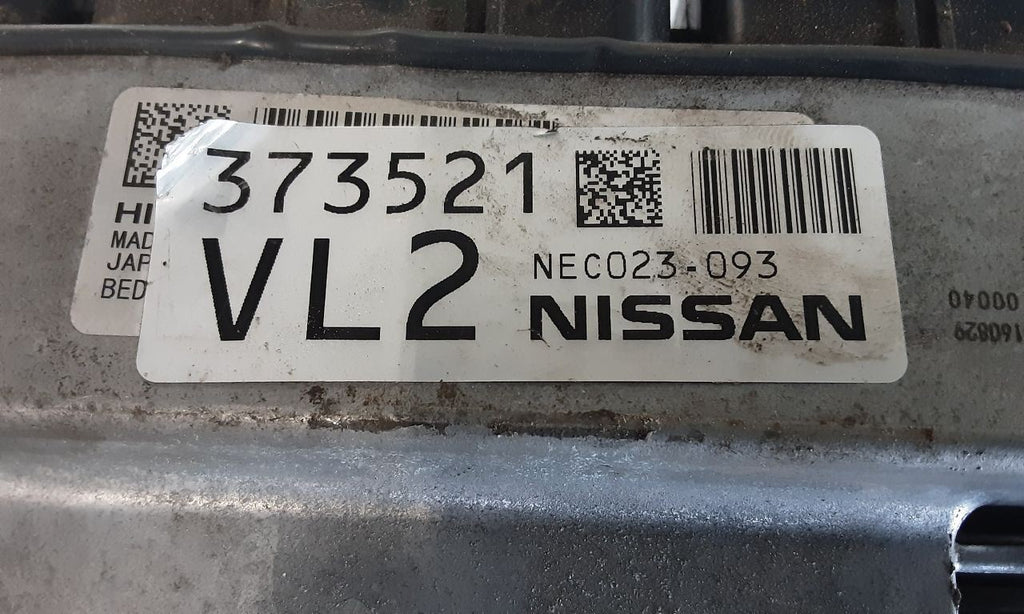 373521
VL2
NEC023-093
NISSAN
HI
MAD
JAP
BED
160829
00040